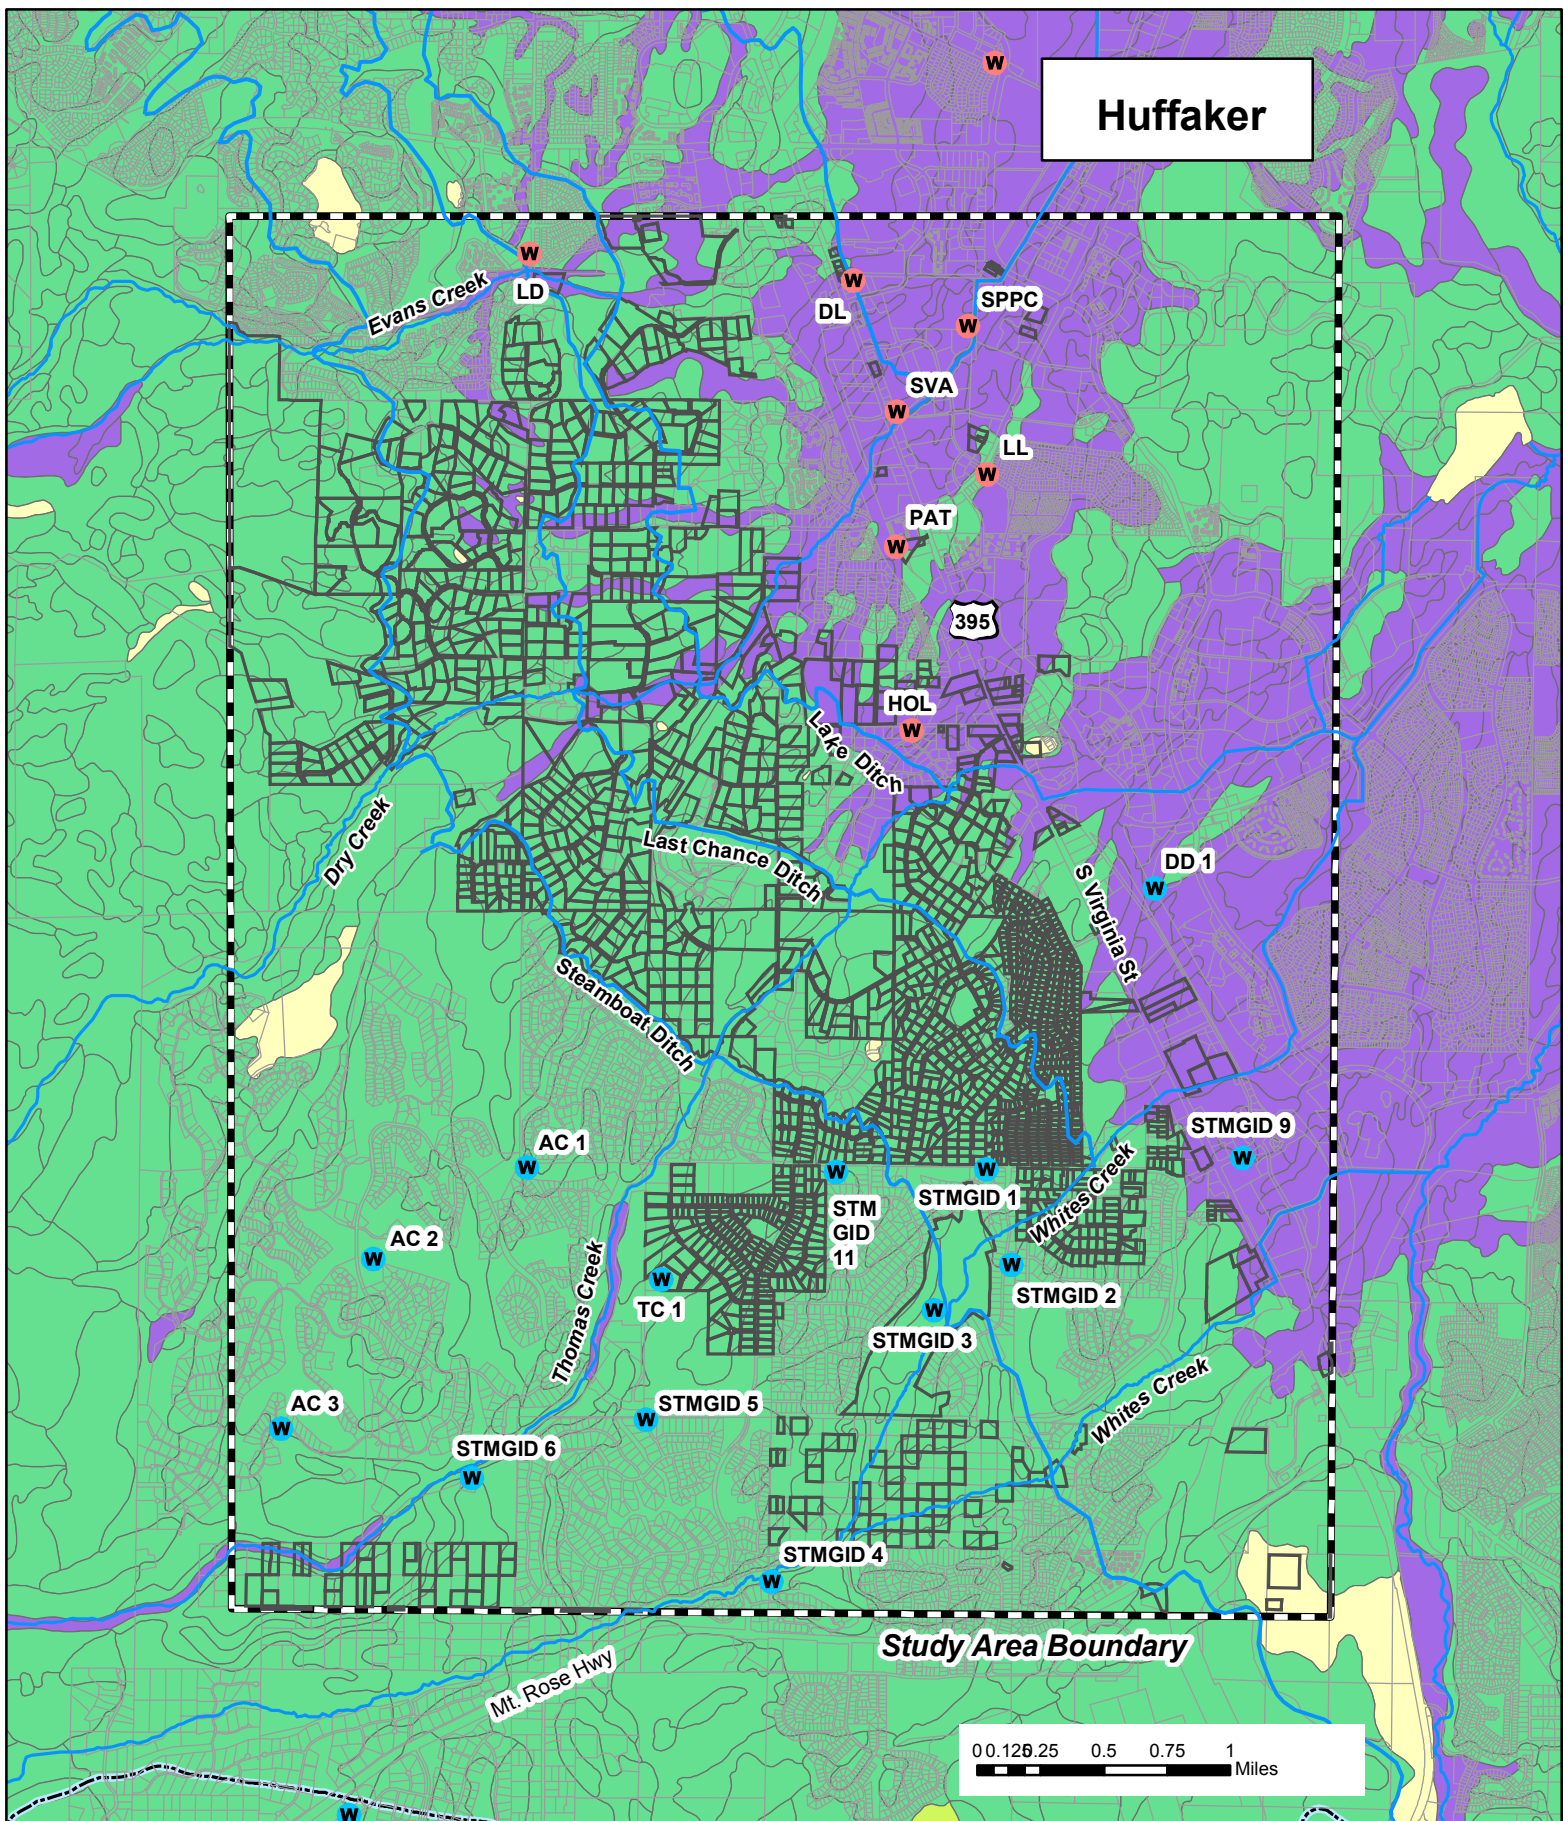 W
Huffaker
W
LD
Evans Creek
W
DL
SPPC
W
SVA
W
LL
W
PAT
W
395
HOL
W
Lake Ditch
Dry Creek
Last Chance Ditch
DD 1
W
S Virginia St
Steamboat Ditch
AC 1
W
STMGID 9
W
W
STM
GID
11
W
STMGID 1
Whites Creek
AC 2
W
Thomas Creek
W
TC 1
W
STMGID 2
W
STMGID 3
Whites Creek
AC 3
W
STMGID 5
W
STMGID 6
W
STMGID 4
W
Study Area Boundary
Mt. Rose Hwy
0 0.125 0.25 0.5 0.75 1
Miles
W